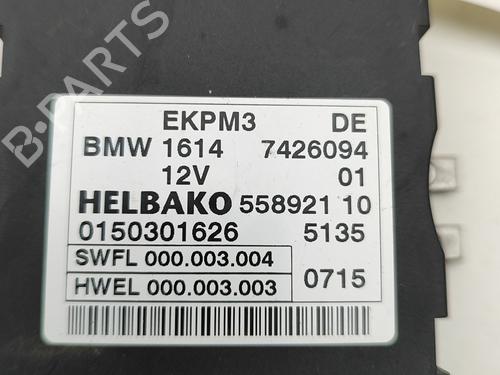 EKPM3 DE
BMW 1614 7426094
12V 01
HELBAKO 558921 10
0150301626 5135
SWFL 000.003.004
HWEL 000.003.003 0715
B-PARTS